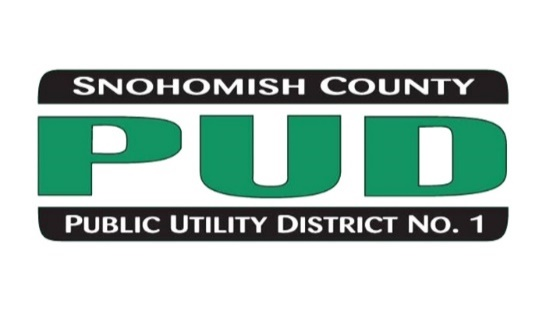 SNOHOMISH COUNTY
PUD
PUBLIC UTILITY DISTRICT NO. 1